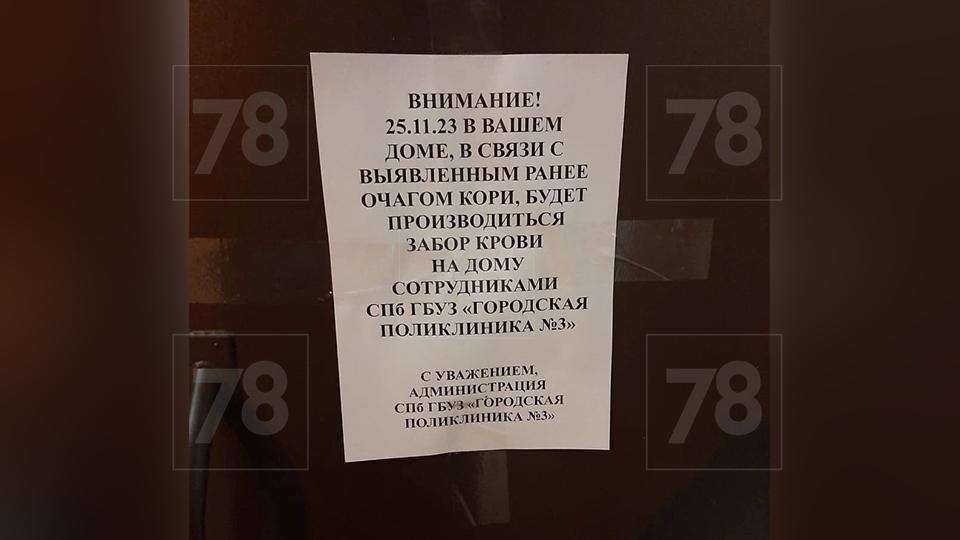 ВНИМАНИЕ!
25.11.23 В ВАШЕМ
ДОМЕ, В СВЯЗИ С
ВЫЯВЛЕННЫМ РАНЕЕ
ОЧАГОМ КОРИ, БУДЕТ
ПРОИЗВОДИТЬСЯ
ЗАБОР КРОВИ
НА ДОМУ
СОТРУДНИКАМИ
СПб ГБУЗ «ГОРОДСКАЯ
ПОЛИКЛИНИКА №3»
С УВАЖЕНИЕМ,
АДМИНИСТРАЦИЯ
СПб ГБУЗ «ГОРОДСКАЯ
ПОЛИКЛИНИКА №3»
78
78
78
78